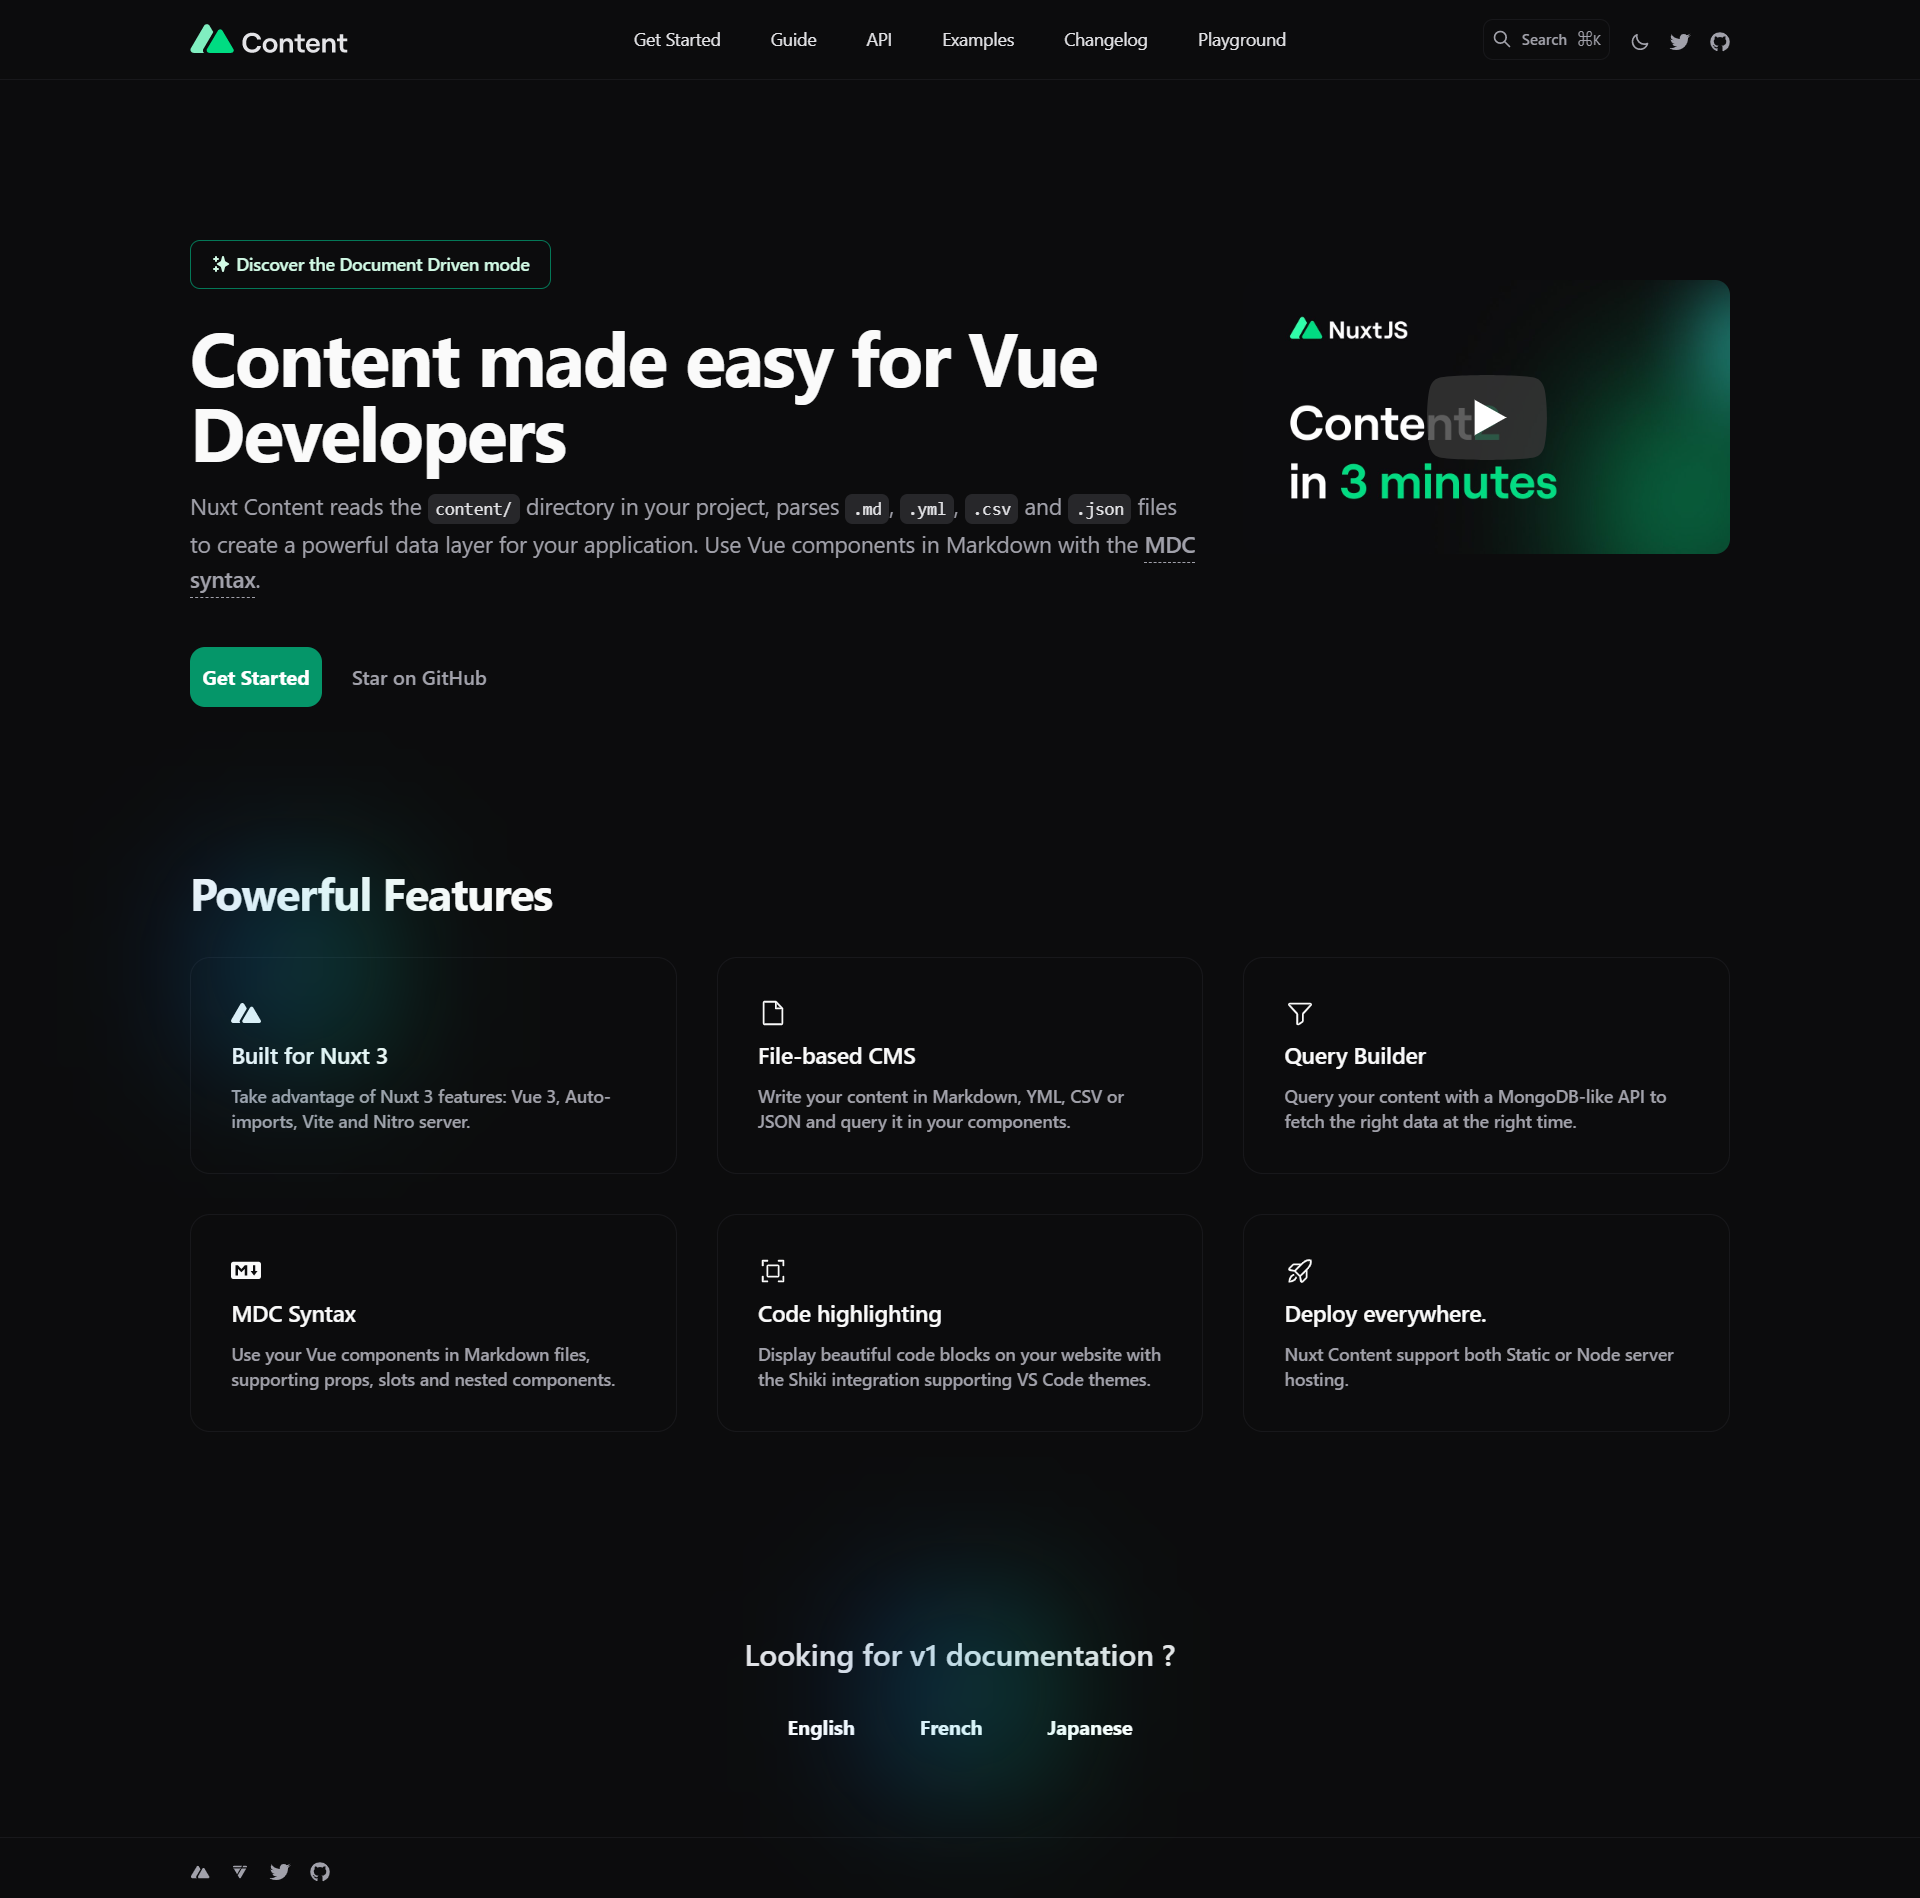 Content
Get Started
Guide
API
Examples
Changelog
Playground
Search ⌘K
Discover the Document Driven mode
Content made easy for Vue
Developers
Nuxt Content reads the content/ directory in your project, parses .md, .yml, .csv and .json files
to create a powerful data layer for your application. Use Vue components in Markdown with the MDC
syntax.
Get Started
Star on GitHub
NuxtJS
Content 2
in 3 minutes
Powerful Features
Built for Nuxt 3
Take advantage of Nuxt 3 features: Vue 3, Auto-
imports, Vite and Nitro server.
File-based CMS
Write your content in Markdown, YML, CSV or
JSON and query it in your components.
Query Builder
Query your content with a MongoDB-like API to
fetch the right data at the right time.
M
MDC Syntax
Use your Vue components in Markdown files,
supporting props, slots and nested components.
Code highlighting
Display beautiful code blocks on your website with
the Shiki integration supporting VS Code themes.
Deploy everywhere.
Nuxt Content support both Static or Node server
hosting.
Looking for v1 documentation ?
English
French
Japanese